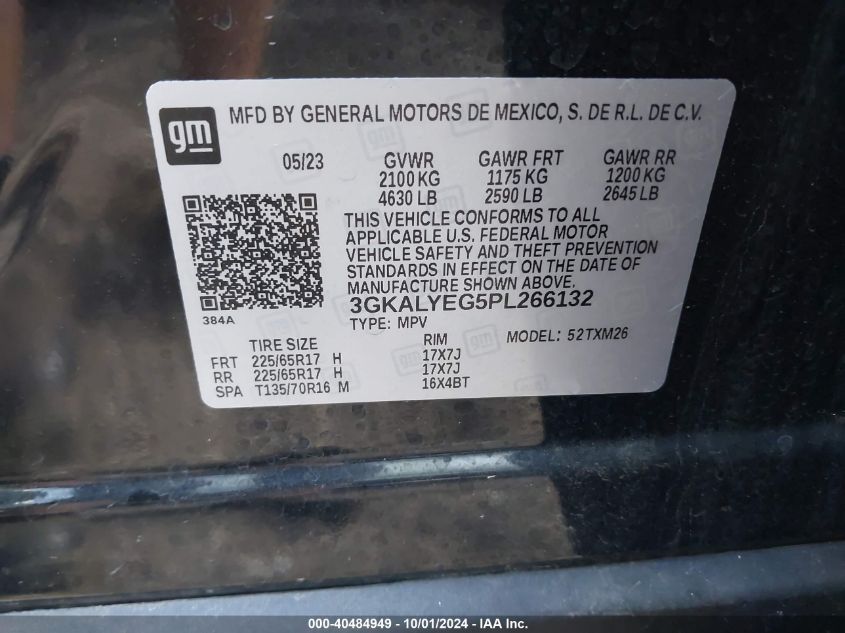 gm
MFD BY GENERAL MOTORS DE MEXICO, S. DE R.L. DE C.V.
05/23 GVWR GAWR FRT GAWR RR
2100 KG 1175 KG 1200 KG
4630 LB 2590 LB 2645 LB
THIS VEHICLE CONFORMS TO ALL
APPLICABLE U.S. FEDERAL MOTOR
VEHICLE SAFETY AND THEFT PREVENTION
STANDARDS IN EFFECT ON THE DATE OF
MANUFACTURE SHOWN ABOVE.
384A
3GKALYEG5PL266132
TYPE: MPV MODEL: 52TXM26
TIRE SIZE RIM
FRT 225/65R17 H 17X7J
RR 225/65R17 H 17X7J
SPA T135/70R16 M 16X4BT
000-40484949 - 10/01/2024 - IAA Inc.